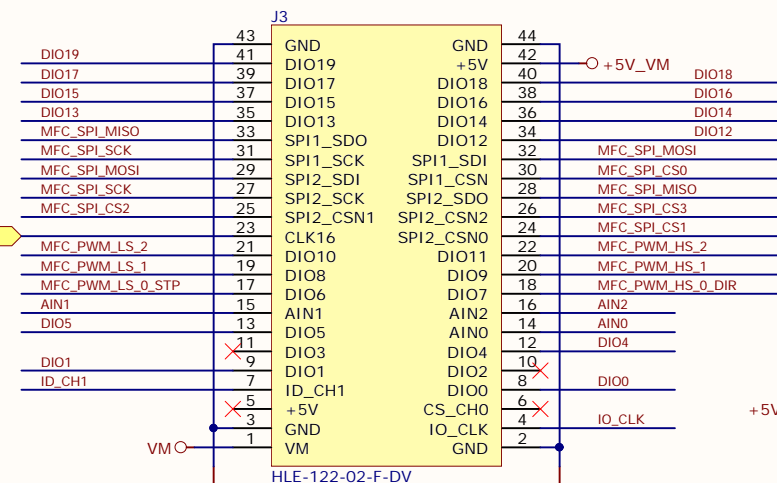 J3
43 GND GND 44
DIO19 41 DIO19 +5V 42 +5V_VM
DIO17 39 DIO17 DIO18 40 DIO18
DIO15 37 DIO15 DIO16 38 DIO16
DIO13 35 DIO13 DIO14 36 DIO14
MFC_SPI_MISO 33 SPI1_SDO DIO12 34 DIO12
MFC_SPI_SCK 31 SPI1_SCK SPI1_SDI 32 MFC_SPI_MOSI
MFC_SPI_MOSI 29 SPI2_SDI SPI1_CSN 30 MFC_SPI_CS0
MFC_SPI_SCK 27 SPI2_SCK SPI2_SDO 28 MFC_SPI_MISO
MFC_SPI_CS2 25 SPI2_CSN1 SPI2_CSN2 26 MFC_SPI_CS3
23 CLK16 SPI2_CSN0 24 MFC_SPI_CS1
MFC_PWM_LS_2 21 DIO10 DIO11 22 MFC_PWM_HS_2
MFC_PWM_LS_1 19 DIO8 DIO9 20 MFC_PWM_HS_1
MFC_PWM_LS_0_STP 17 DIO6 DIO7 18 MFC_PWM_HS_0_DIR
AIN1 15 AIN1 AIN2 16 AIN2
DIO5 13 DIO5 AIN0 14 AIN0
11 DIO3 DIO4 12 DIO4
DIO1 9 DIO1 DIO2 10
ID_CH1 7 ID_CH1 DIO0 8 DIO0
5 +5V CS_CH0 6 +5V
3 GND IO_CLK 4 IO_CLK
VM 1 VM GND 2
HLE-122-02-F-DV